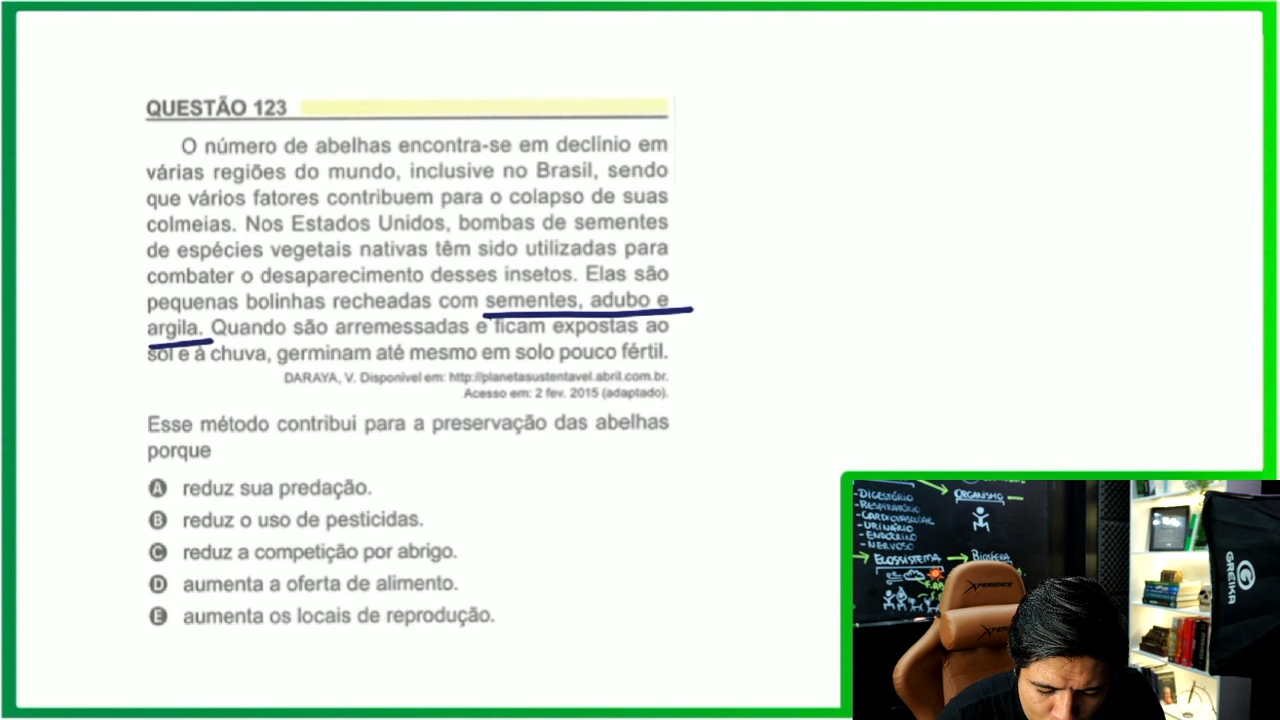 QUESTÃO 123
O número de abelhas encontra-se em declínio em
várias regiões do mundo, inclusive no Brasil, sendo
que vários fatores contribuem para o colapso de suas
colmeias. Nos Estados Unidos, bombas de sementes
de espécies vegetais nativas têm sido utilizadas para
combater o desaparecimento desses insetos. Elas são
pequenas bolinhas recheadas com sementes, adubo e
argila. Quando são arremessadas e ficam expostas ao
sol e à chuva, germinam até mesmo em solo pouco fértil.
DARAYA, V. Disponível em: http://planetasustentavel.abril.com.br.
Acesso em: 2 fev. 2015 (adaptado).
Esse método contribui para a preservação das abelhas
porque
A reduz sua predação.
B reduz o uso de pesticidas.
C reduz a competição por abrigo.
D aumenta a oferta de alimento.
E aumenta os locais de reprodução.
-DIGESTÓRIO
-RESPIRATÓRIO
-CARDIOVASCULAR
-URINÁRIO
-ENDÓCRINO
-NERVOSO
ORGANISMO
ECOSSISTEMA
BIOSFERA
XPERIENCE
GREIKA